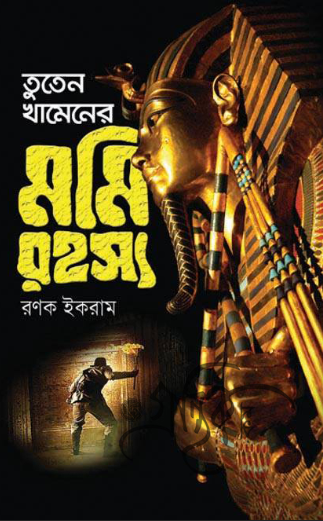 তুতেন
খামেনের
মমি
রহস্য
রণক ইকরাম